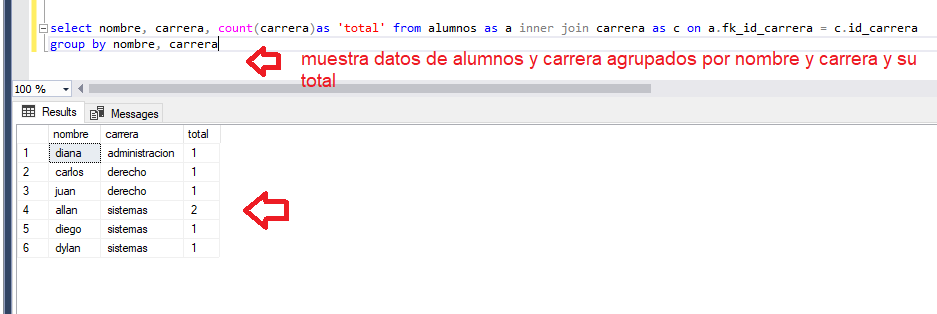 select nombre, carrera, count(carrera)as 'total' from alumnos as a inner join carrera as c on a.fk_id_carrera = c.id_carrera
group by nombre, carrera
muestra datos de alumnos y carrera agrupados por nombre y carrera y su
total
100 %
Results Messages
nombre carrera total
1 diana administracion 1
2 carlos derecho 1
3 juan derecho 1
4 allan sistemas 2
5 diego sistemas 1
6 dylan sistemas 1